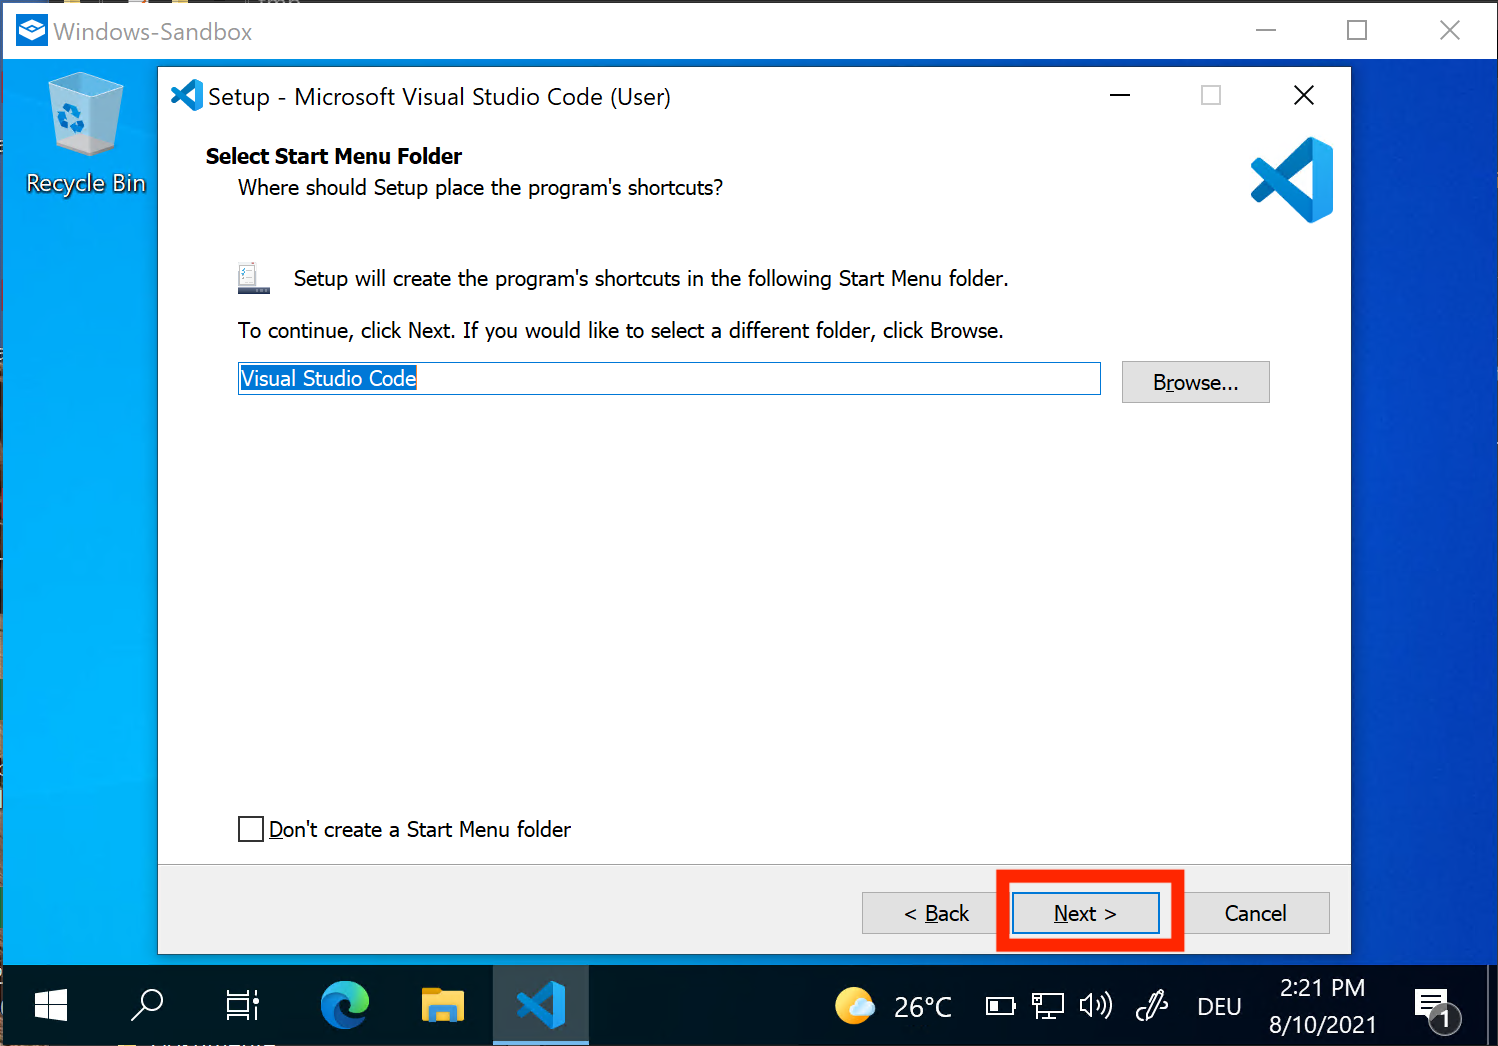 Windows-Sandbox
Setup - Microsoft Visual Studio Code (User)
Recycle Bin
Select Start Menu Folder
Where should Setup place the program's shortcuts?
Setup will create the program's shortcuts in the following Start Menu folder.
To continue, click Next. If you would like to select a different folder, click Browse.
Visual Studio Code
Browse...
Don't create a Start Menu folder
< Back
Next >
Cancel
26°C
DEU
2:21 PM
8/10/2021
1